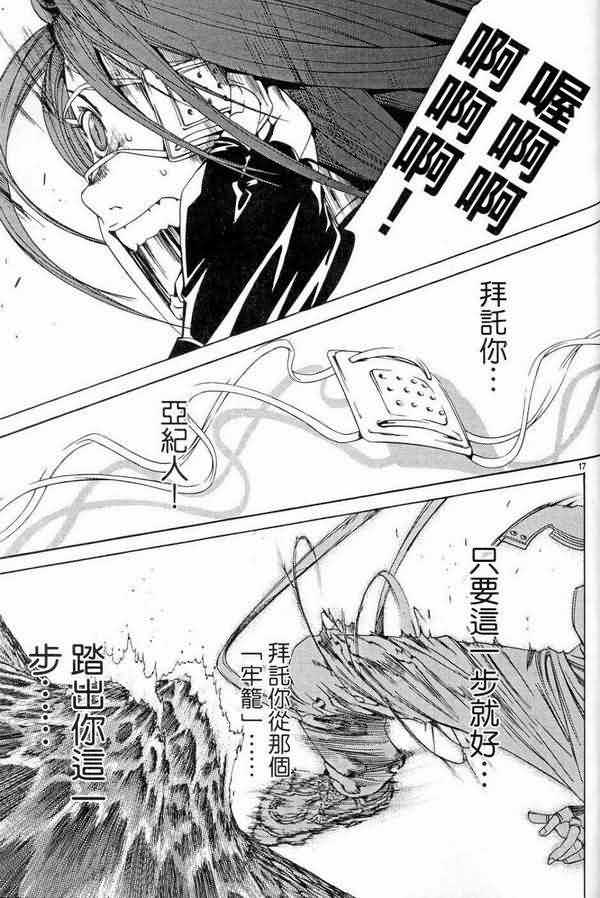 喔啊啊
啊啊啊！
拜託你…
亞紀人！
17
只要這一步就好…
拜託你從那個
「牢籠」……
踏出你這一
步……